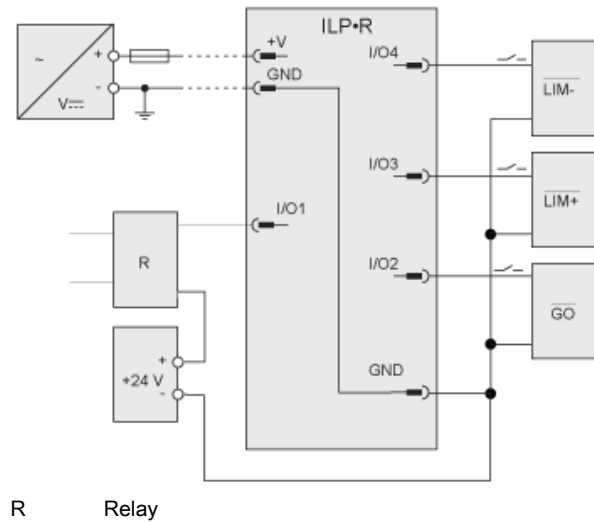 ILP•R
~
+
-
V
+V
GND
I/O4
LIM-
I/O3
LIM+
I/O1
R
I/O2
GO
+
+24 V
-
GND
R Relay